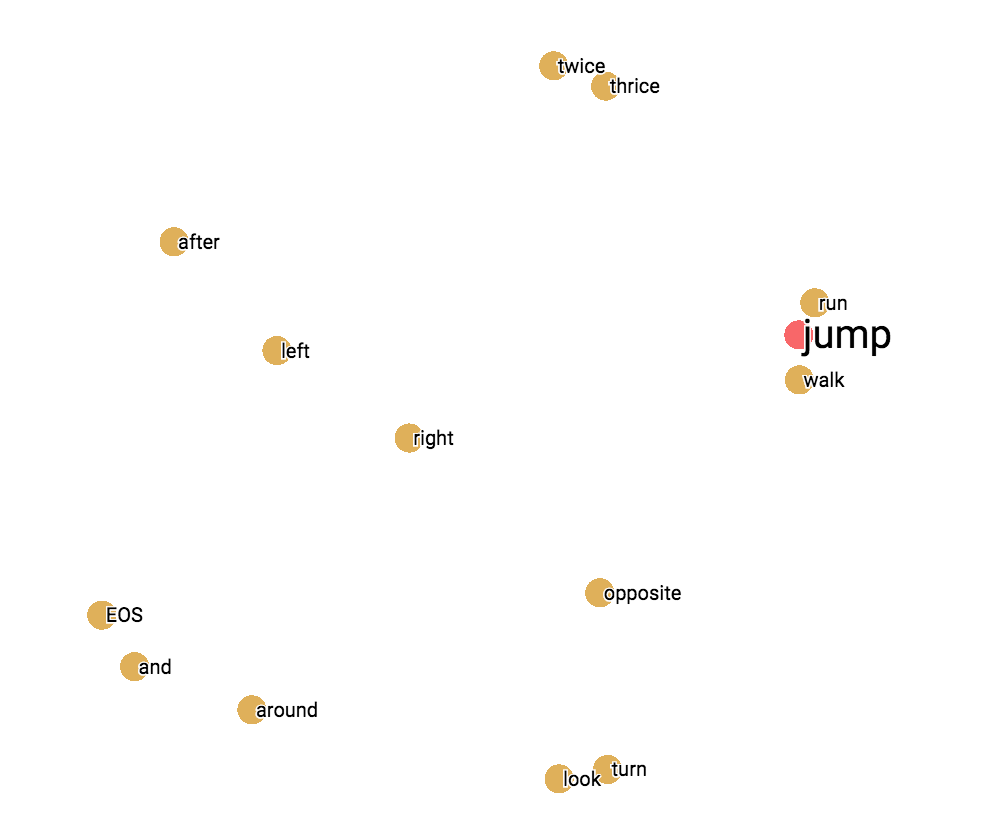 twice
thrice
after
run
jump
left
walk
right
opposite
EOS
and
around
turn
look